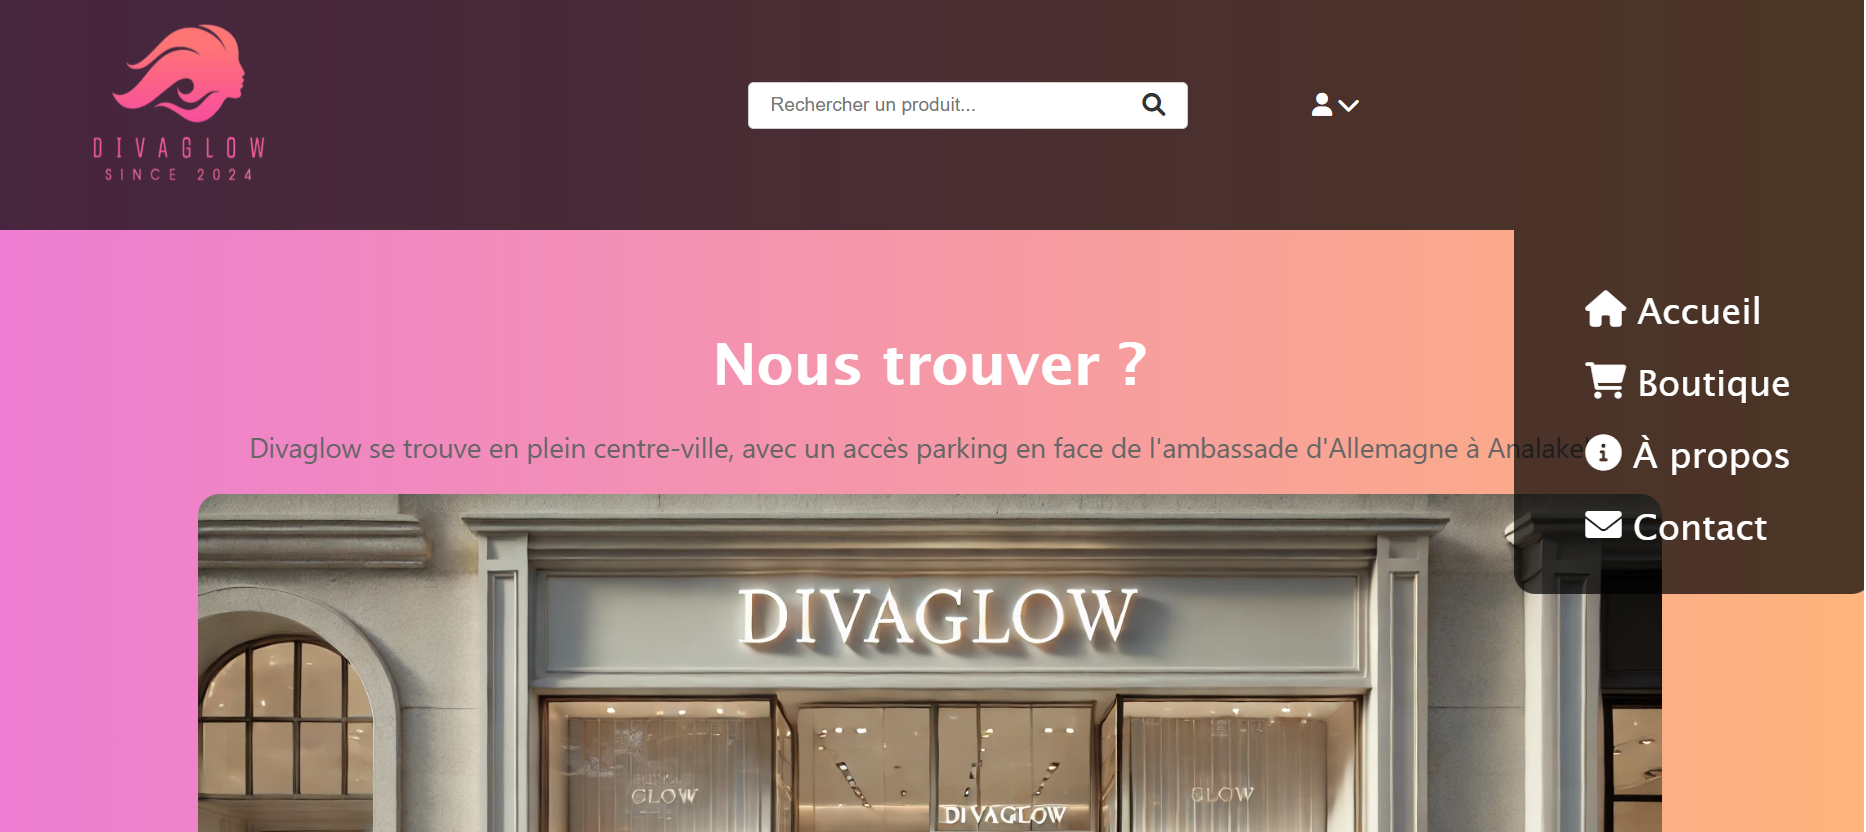 DIVAGLOW
SINCE 2024
Rechercher un produit...
Accueil
Boutique
À propos
Contact
Nous trouver ?
Divaglow se trouve en plein centre-ville, avec un accès parking en face de l'ambassade d'Allemagne à
DIVAGLOW
GLOW
DIVAGLOW
GLOW